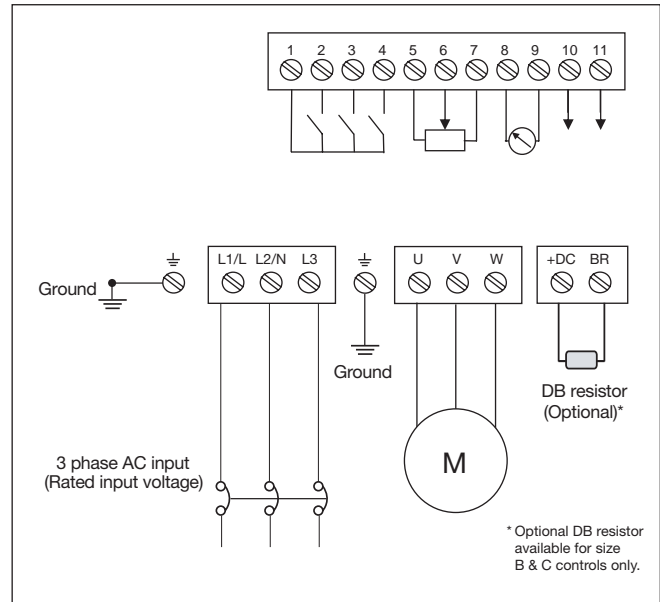 1 2 3 4 5 6 7 8 9 10 11
L1/L L2/N L3
U V W
+DC BR
Ground
Ground
DB resistor
(Optional)*
M
3 phase AC input
(Rated input voltage)
* Optional DB resistor
available for size
B & C controls only.